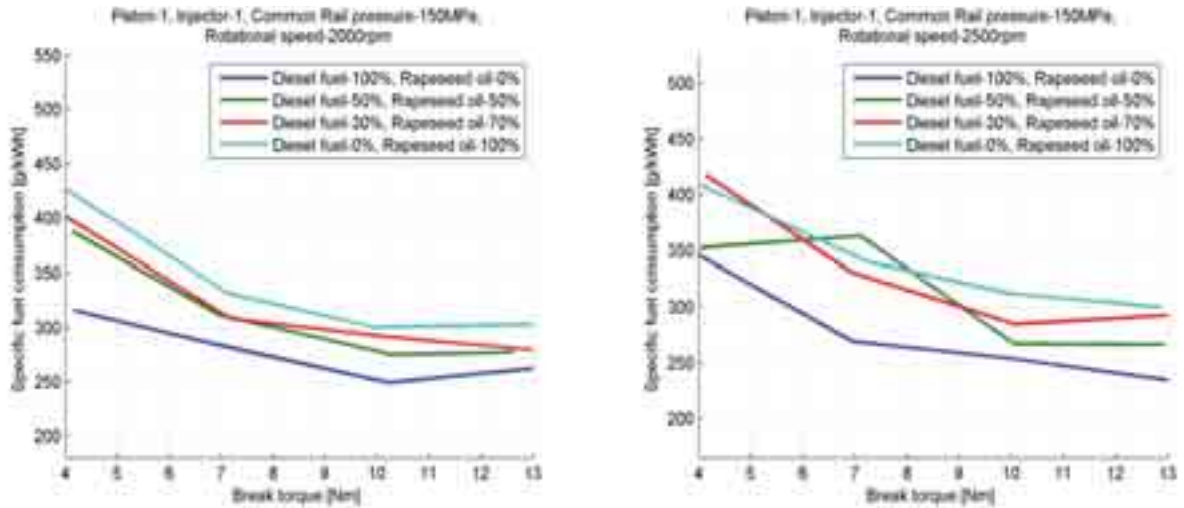 Piston-1, Injector-1, Common Rail pressure-150MPa,
Rotational speed-2000rpm
550
500
450
400
350
300
250
200
Specific fuel consumption [g/kWh]
Diesel fuel-100%, Rapeseed oil-0%
Diesel fuel-50%, Rapeseed oil-50%
Diesel fuel-30%, Rapeseed oil-70%
Diesel fuel-0%, Rapeseed oil-100%
4 5 6 7 8 9 10 11 12 13
Break torque [Nm]
Piston-1, Injector-1, Common Rail pressure-150MPa,
Rotational speed-2500rpm
500
450
400
350
300
250
200
Specific fuel consumption [g/kWh]
Diesel fuel-100%, Rapeseed oil-0%
Diesel fuel-50%, Rapeseed oil-50%
Diesel fuel-30%, Rapeseed oil-70%
Diesel fuel-0%, Rapeseed oil-100%
4 5 6 7 8 9 10 11 12 13
Break torque [Nm]